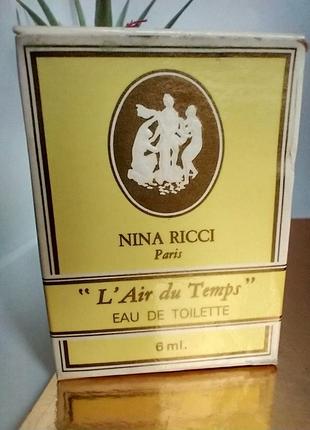 NINA RICCI
Paris
"L'Air du Temps"
EAU DE TOILETTE
6 ml.